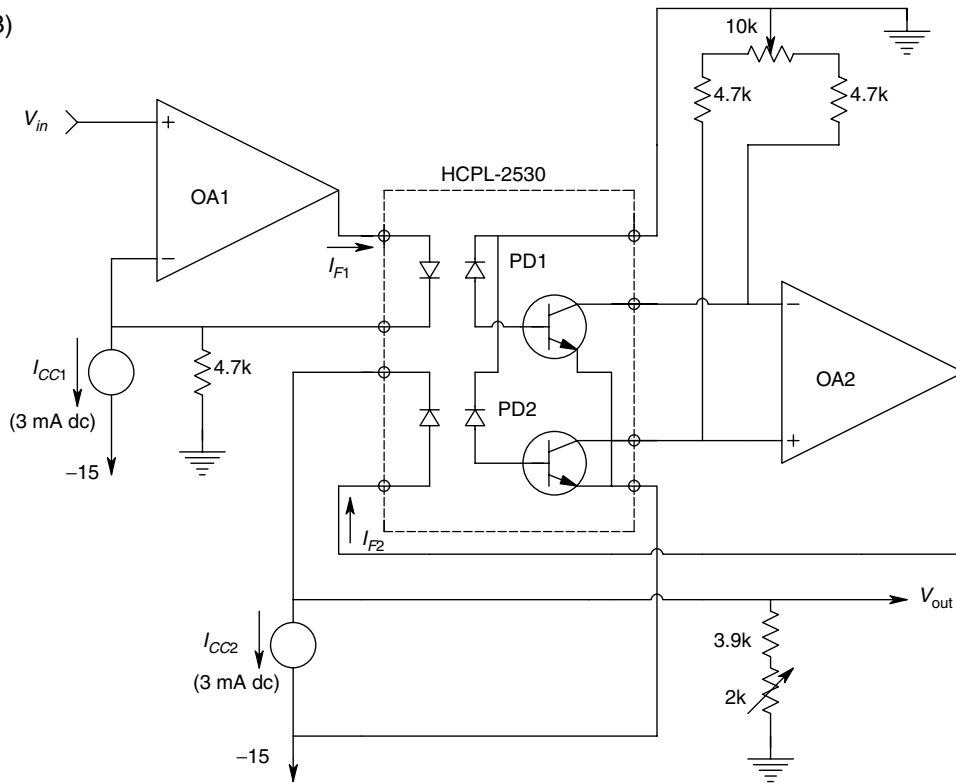 B)
10k
4.7k
4.7k
V_in
+
OA1
HCPL-2530
−
I_F1
PD1
−
I_CC1
4.7k
OA2
(3 mA dc)
PD2
+
−15
I_F2
V_out
I_CC2
3.9k
(3 mA dc)
2k
−15